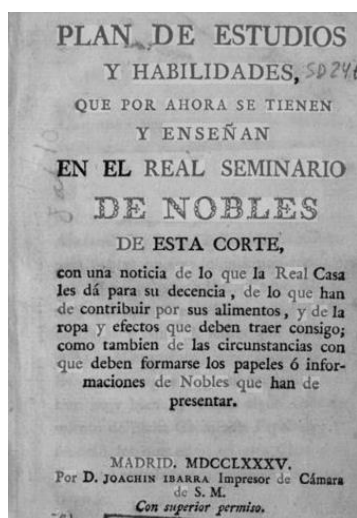 PLAN DE ESTUDIOS
Y HABILIDADES,
QUE POR AHORA SE TIENEN
Y ENSEÑAN
EN EL REAL SEMINARIO
DE NOBLES
DE ESTA CORTE,
con una noticia de lo que la Real Casa
les dá para su decencia, de lo que han
de contribuir por sus alimentos, y de la
ropa y efectos que deben traer consigo;
como tambien de las circunstancias con
que deben formarse los papeles ó infor-
maciones de Nobles que han de
presentar.
MADRID. MDCCLXXXV.
Por D. JOACHIN IBARRA Impresor de Cámara
de S. M.
Con superior permiso.